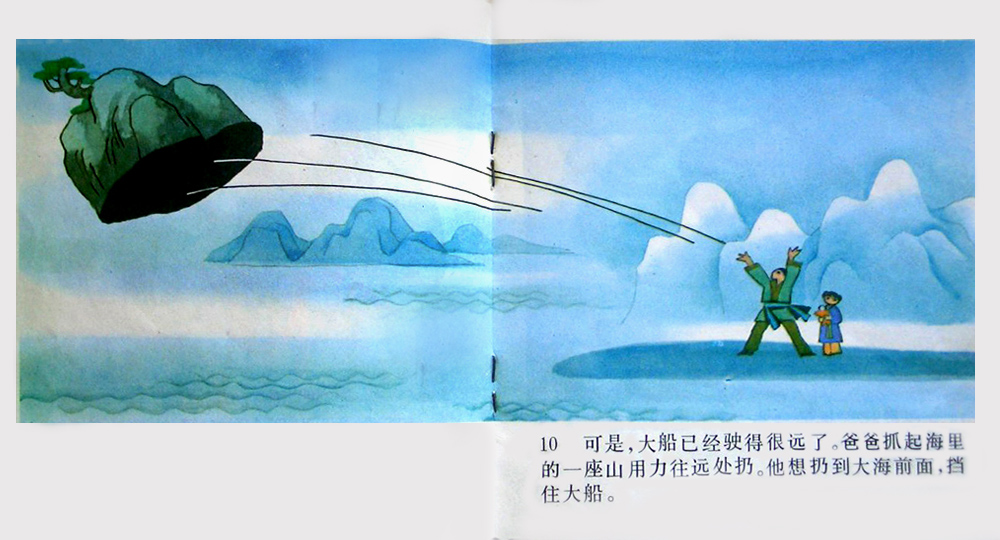 10 可是,大船已经驶得很远了。爸爸抓起海里
的一座山用力往远处扔。他想扔到大海前面,挡
住大船。